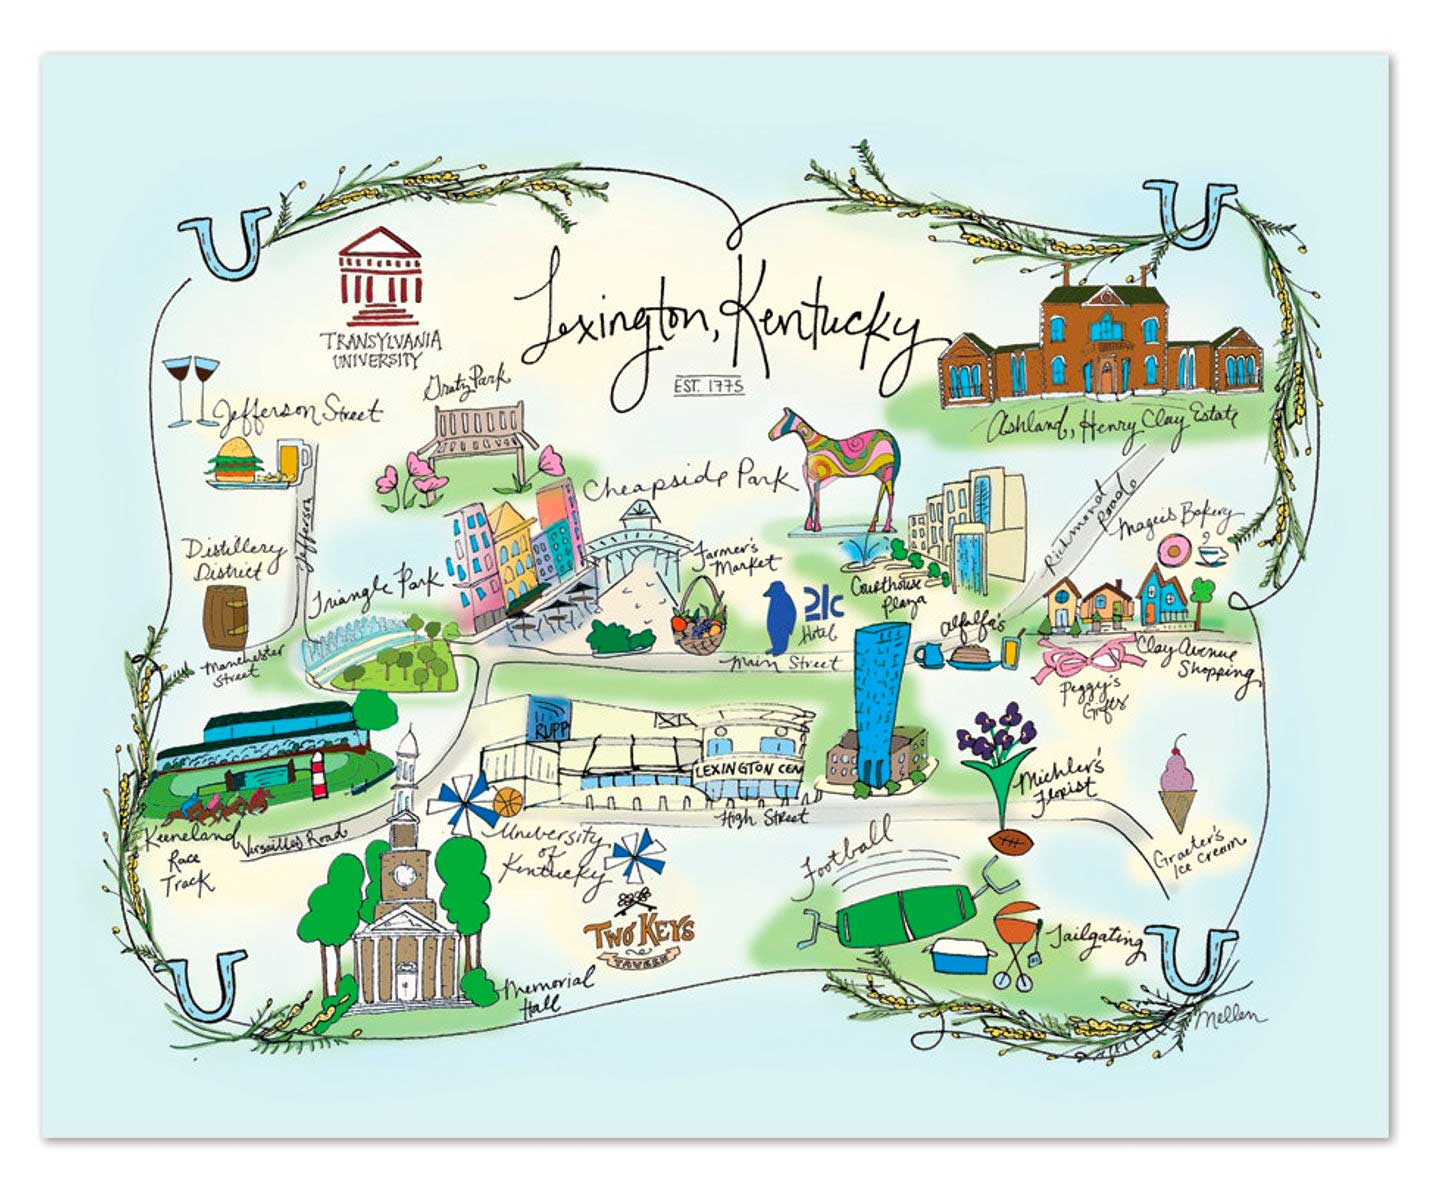 Lexington, Kentucky
EST. 1775
TRANSYLVANIA
UNIVERSITY
Gratz Park
Ashland, Henry Clay Estate
Jefferson Street
Cheapside Park
Richmond
Road
Magee's Bakery
Jefferson
Distillery
District
Farmer's
Market
Triangle Park
Courthouse
Plaza
21c
Hotel
Alfalfa's
Clay Avenue
Shopping
Manchester
Street
Main Street
Peggy's
Gifts
RUPP
LEXINGTON CEN
Michler's
Florist
High Street
Keeneland
Race
Track
Versailles Road
University
of
Kentucky
Football
Graeter's
Ice Cream
TWO KEYS
TAVERN
Tailgating
Memorial
Hall
Mellen